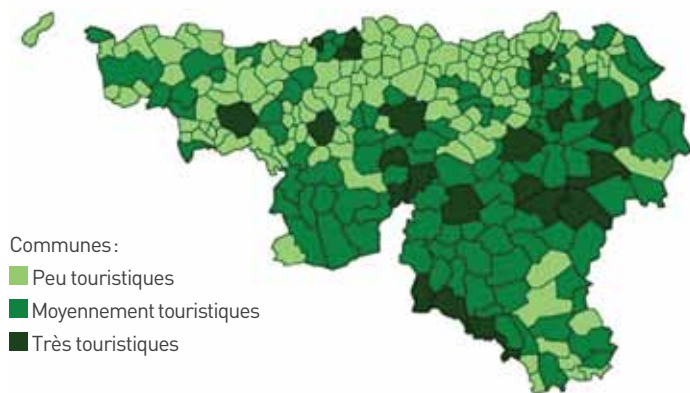 Communes :
Peu touristiques
Moyennement touristiques
Très touristiques